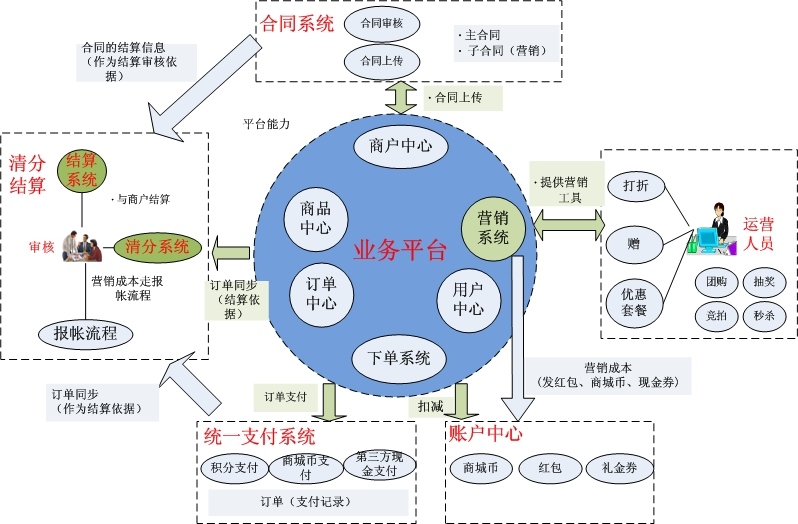 合同系统
合同审核
合同上传
· 主合同
· 子合同（营销）
合同的结算信息
（作为结算审核依
据）
· 合同上传
平台能力
商户中心
清分
结算
结算
系统
· 与商户结算
审核
清分系统
营销成本走报
帐流程
报帐流程
商品
中心
营销
系统
业务平台
订单
中心
用户
中心
下单系统
订单同步
（结算依
据）
· 提供营销
工具
打折
赠
优惠
套餐
运营
人员
团购
抽奖
竞拍
秒杀
营销成本
(发红包、商城币、现金券)
订单同步
（作为结算依据）
订单支付
扣减
统一支付系统
积分支付
商城币支
付
第三方现
金支付
订单（支付记录）
账户中心
商城币
红包
礼金券